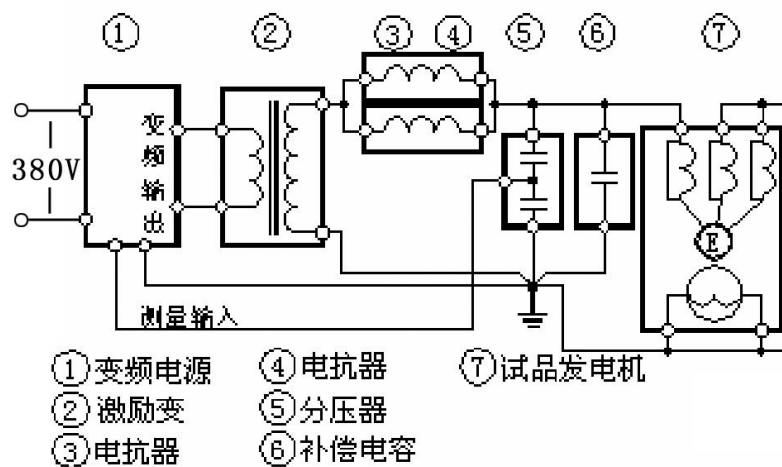 ① ② ③ ④ ⑤ ⑥ ⑦
变频输出
380V
E
测量输入
①变频电源 ④电抗器 ⑦试品发电机
②激励变 ⑤分压器
③电抗器 ⑥补偿电容